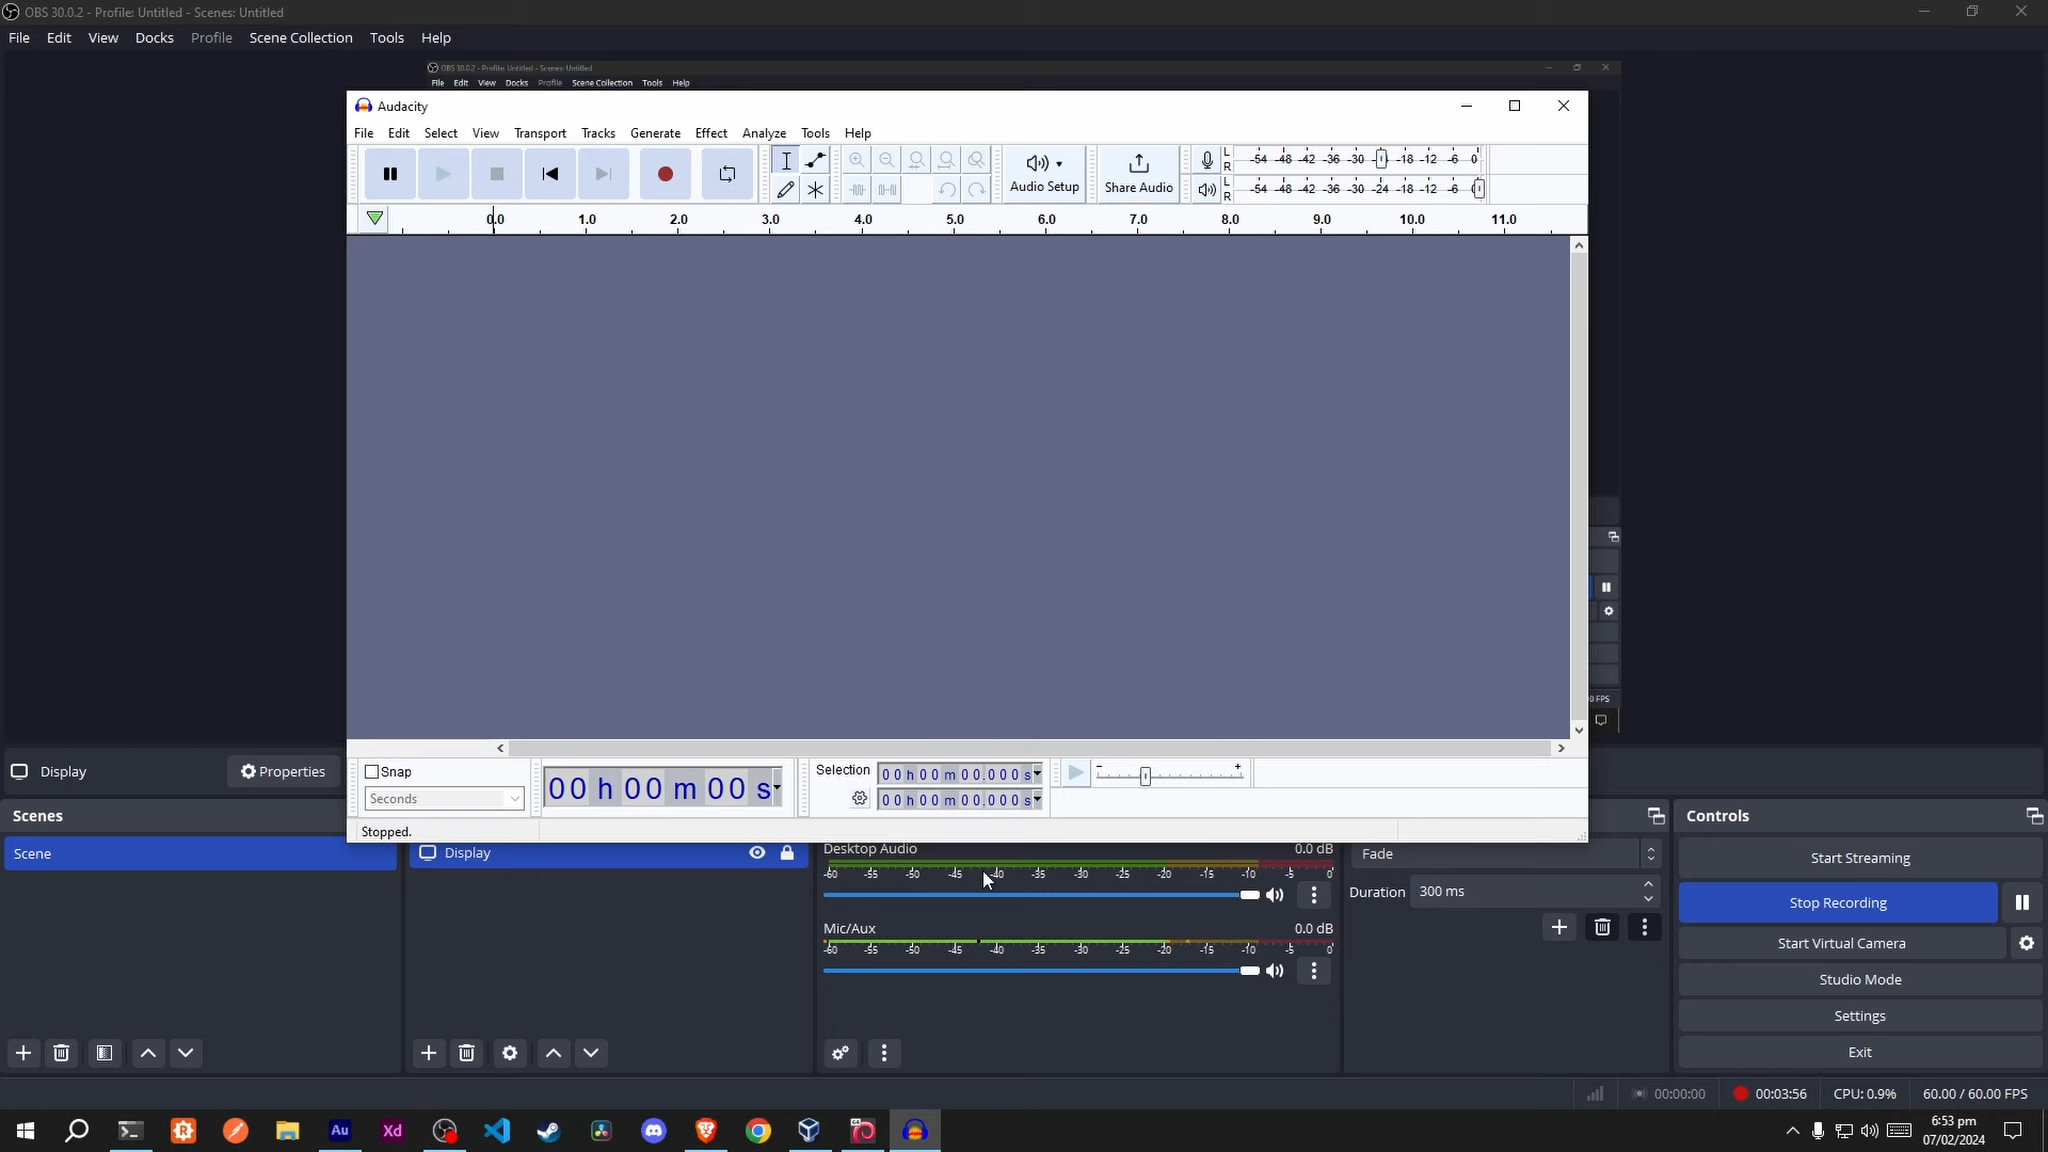 OBS 30.0.2 - Profile: Untitled - Scenes: Untitled
File Edit View Docks Profile Scene Collection Tools Help
OBS 30.0.2 - Profile: Untitled - Scenes: Untitled
File Edit View Docks Profile Scene Collection Tools Help
Audacity
File Edit Select View Transport Tracks Generate Effect Analyze Tools Help
Audio Setup
Share Audio
L
R
-54 -48 -42 -36 -30 -18 -12 -6 0
L
R
-54 -48 -42 -36 -30 -24 -18 -12 -6
0.0 1.0 2.0 3.0 4.0 5.0 6.0 7.0 8.0 9.0 10.0 11.0
Snap
Seconds
00 h 00 m 00 s
Selection
00 h 00 m 00.000 s
00 h 00 m 00.000 s
Stopped.
FPS
Display
Properties
Scenes
Scene
Display
Desktop Audio 0.0 dB
-60 -55 -50 -45 -40 -35 -30 -25 -20 -15 -10 -5 0
Mic/Aux 0.0 dB
-60 -55 -50 -45 -40 -35 -30 -25 -20 -15 -10 -5 0
Fade
Duration 300 ms
Controls
Start Streaming
Stop Recording
Start Virtual Camera
Studio Mode
Settings
Exit
00:00:00 00:03:56 CPU: 0.9% 60.00 / 60.00 FPS
Au
Xd
6:53 pm
07/02/2024